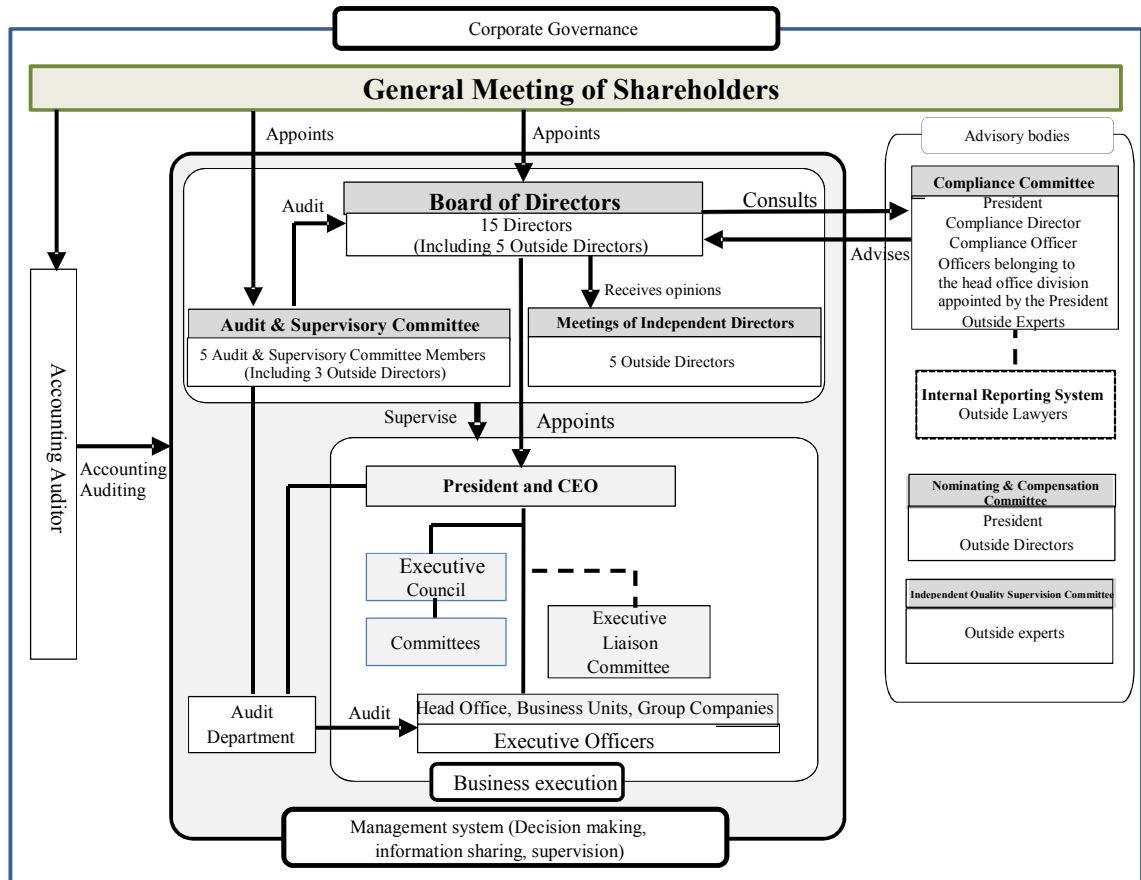 Corporate Governance
General Meeting of Shareholders
Appoints
Appoints
Advisory bodies
Board of Directors
15 Directors
(Including 5 Outside Directors)
Audit
Consults
Advises
Compliance Committee
President
Compliance Director
Compliance Officer
Officers belonging to
the head office division
appointed by the President
Outside Experts
Receives opinions
Audit & Supervisory Committee
5 Audit & Supervisory Committee Members
(Including 3 Outside Directors)
Meetings of Independent Directors
5 Outside Directors
Internal Reporting System
Outside Lawyers
Accounting Auditor
Accounting
Auditing
Supervise
Appoints
President and CEO
Nominating & Compensation
Committee
President
Outside Directors
Executive
Council
Committees
Executive
Liaison
Committee
Independent Quality Supervision Committee
Outside experts
Audit
Department
Audit
Head Office, Business Units, Group Companies
Executive Officers
Business execution
Management system (Decision making,
information sharing, supervision)